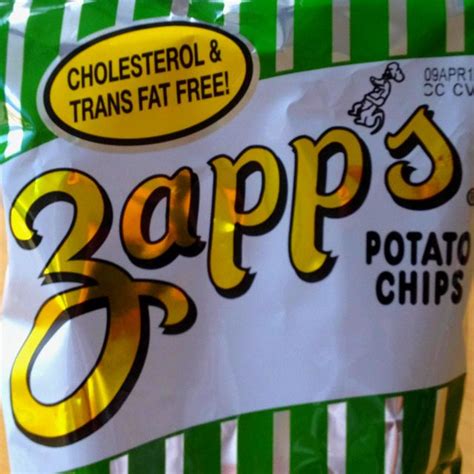 CHOLESTEROL &
TRANS FAT FREE!
09APR1
CC CV
Zapp's
POTATO
CHIPS